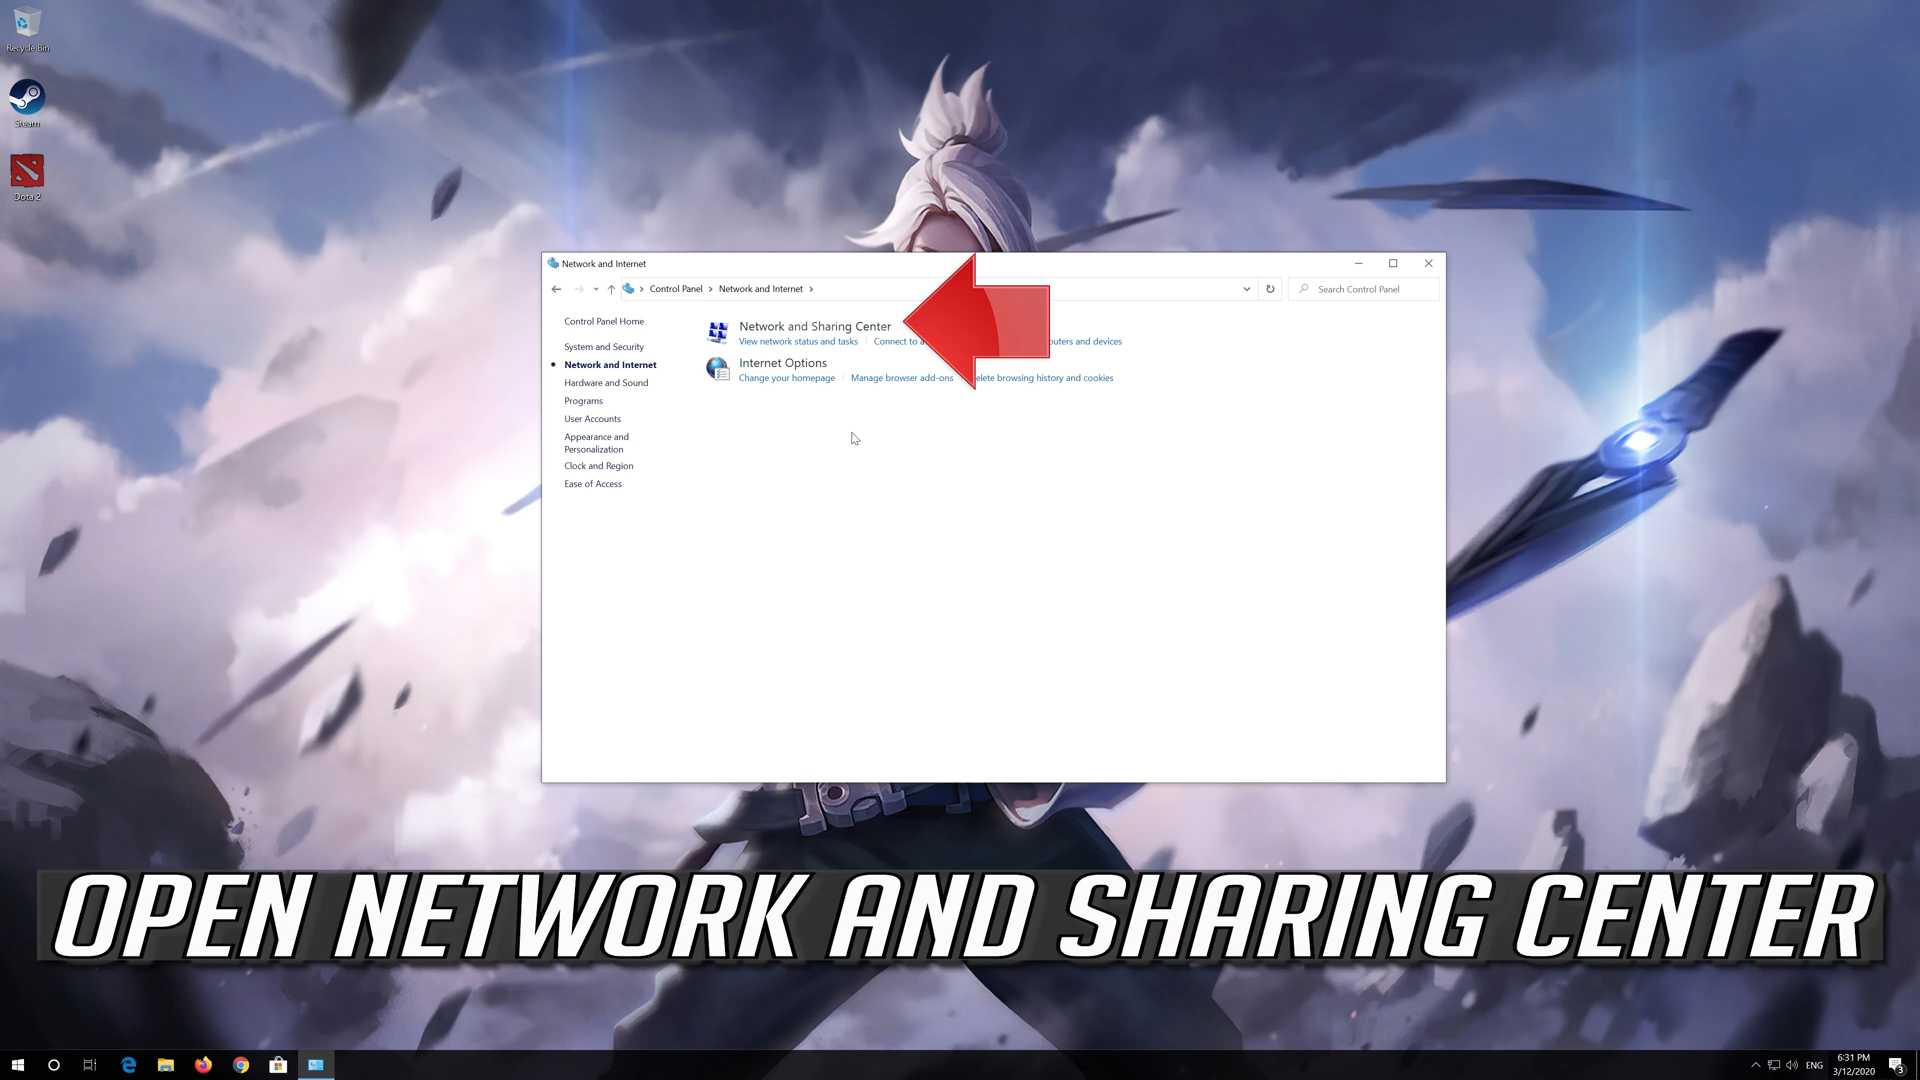 Recycle Bin
Steam
Dota 2
Network and Internet
Control Panel
Network and Internet
Search Control Panel
Control Panel Home
System and Security
Network and Internet
Hardware and Sound
Programs
User Accounts
Appearance and
Personalization
Clock and Region
Ease of Access
Network and Sharing Center
View network status and tasks
Connect to a
devices
Internet Options
Change your homepage
Manage browser add-ons
browsing history and cookies
OPEN NETWORK AND SHARING CENTER
ENG
6:31 PM
3/12/2020
3